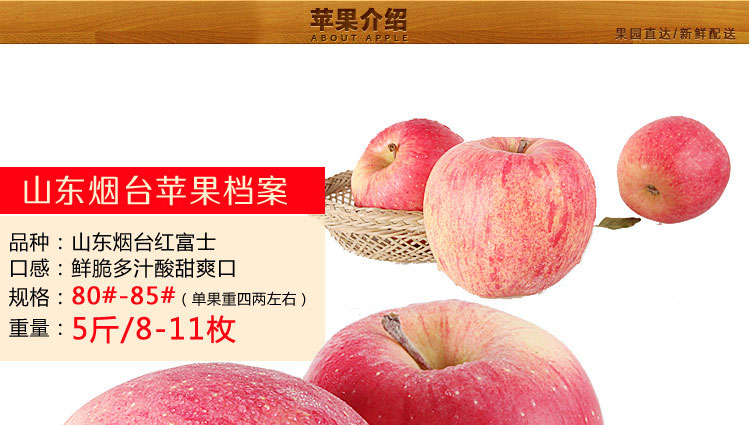 苹果介绍
ABOUT APPLE
果园直达/新鲜配送
山东烟台苹果档案
品种：山东烟台红富士
口感：鲜脆多汁酸甜爽口
规格：80#-85#（单果重四两左右）
重量：5斤/8-11枚